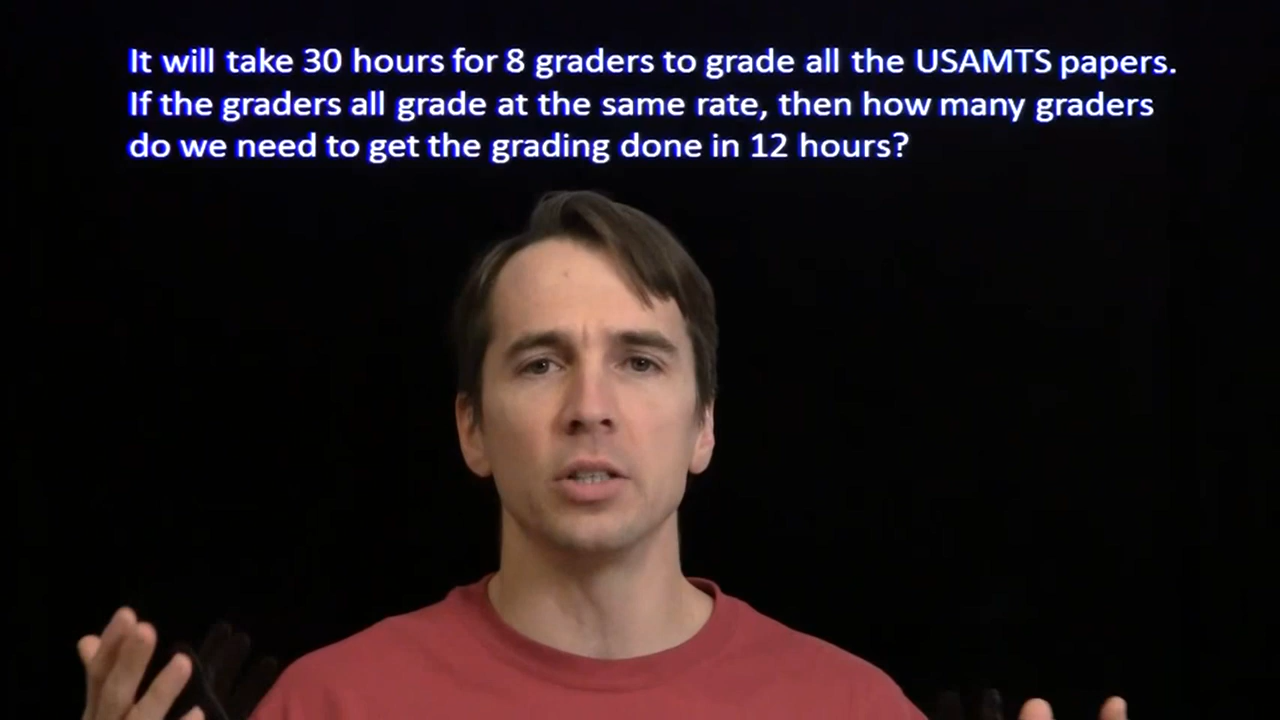 It will take 30 hours for 8 graders to grade all the USAMTS papers.
If the graders all grade at the same rate, then how many graders
do we need to get the grading done in 12 hours?